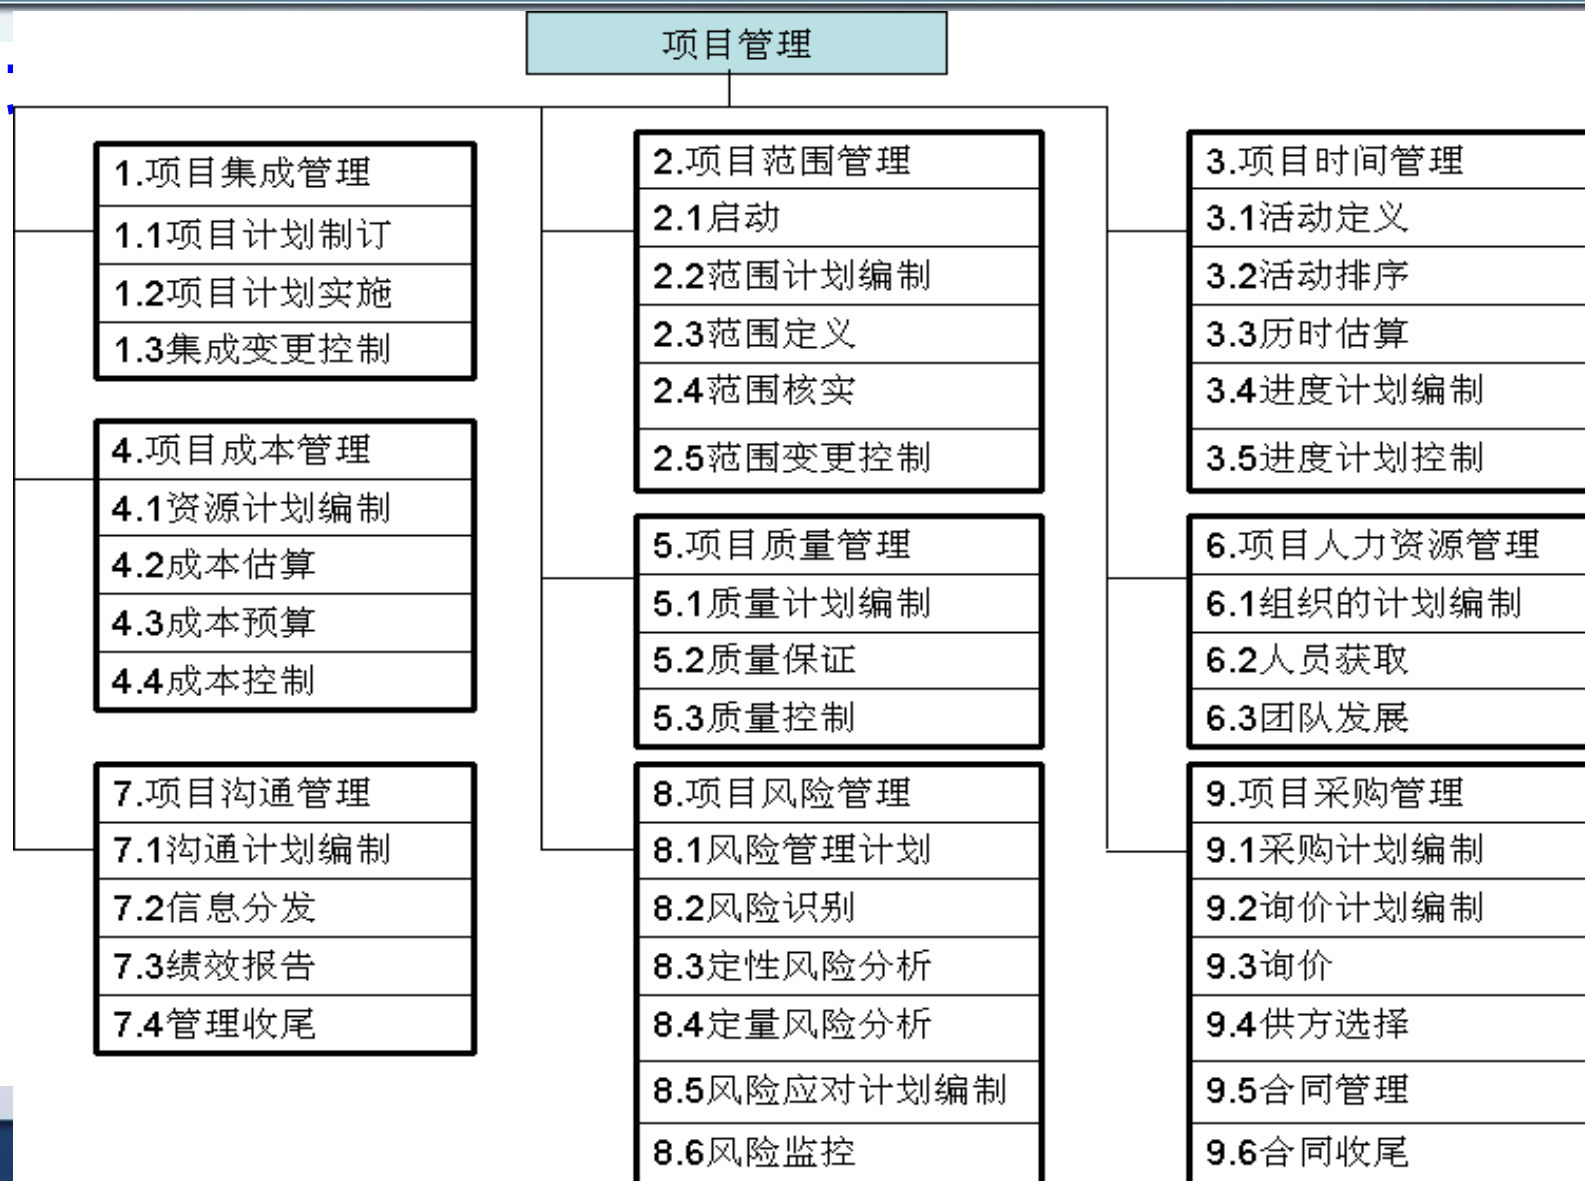 项目管理
1.项目集成管理
1.1项目计划制订
1.2项目计划实施
1.3集成变更控制
2.项目范围管理
2.1启动
2.2范围计划编制
2.3范围定义
2.4范围核实
2.5范围变更控制
3.项目时间管理
3.1活动定义
3.2活动排序
3.3历时估算
3.4进度计划编制
3.5进度计划控制
4.项目成本管理
4.1资源计划编制
4.2成本估算
4.3成本预算
4.4成本控制
5.项目质量管理
5.1质量计划编制
5.2质量保证
5.3质量控制
6.项目人力资源管理
6.1组织的计划编制
6.2人员获取
6.3团队发展
7.项目沟通管理
7.1沟通计划编制
7.2信息分发
7.3绩效报告
7.4管理收尾
8.项目风险管理
8.1风险管理计划
8.2风险识别
8.3定性风险分析
8.4定量风险分析
8.5风险应对计划编制
8.6风险监控
9.项目采购管理
9.1采购计划编制
9.2询价计划编制
9.3询价
9.4供方选择
9.5合同管理
9.6合同收尾